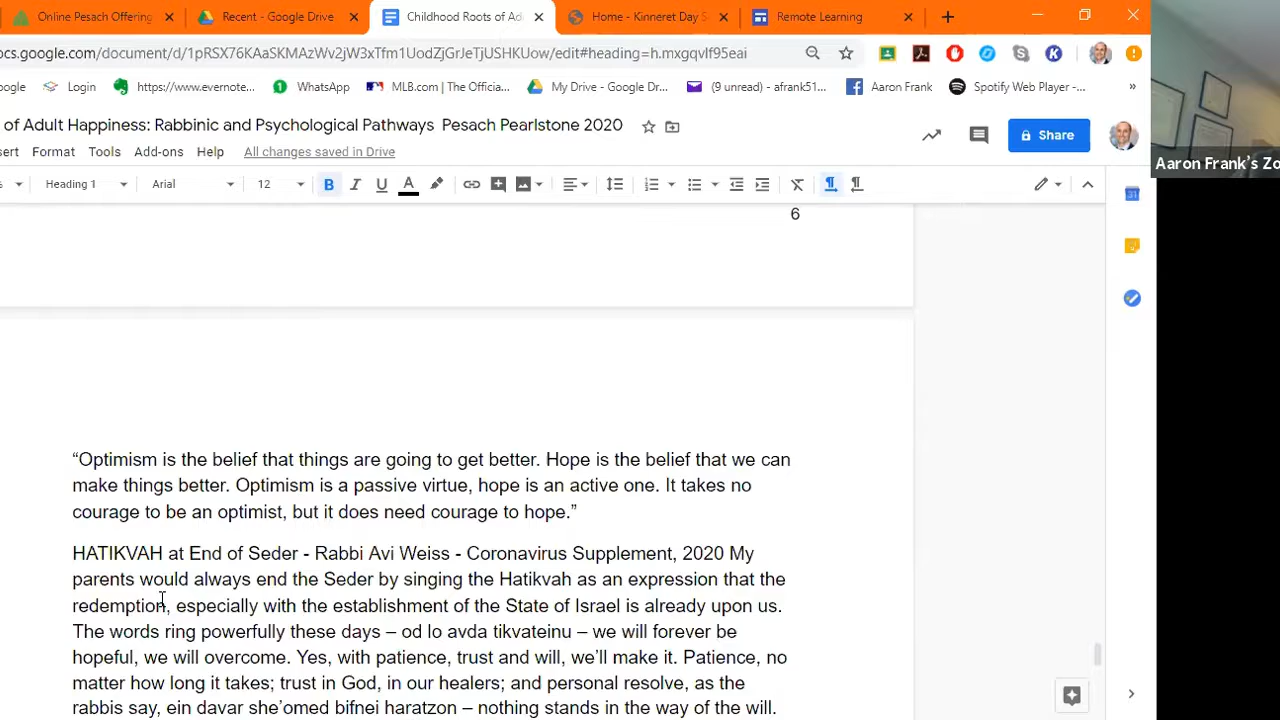 Online Pesach Offering
Recent - Google Drive
Childhood Roots of Ad
Home - Kinneret Day S
Remote Learning
ocs.google.com/document/d/1pRSX76KAaSKMAzWv2jW3xTfm1UodZjGrJeTjUSHKUow/edit#heading=h.mxgqvlf95eai
oogle
Login
http://www.evernote...
WhatsApp
MLB.com | The Officia...
My Drive - Google Dr...
(9 unread) - afrank51...
Aaron Frank
Spotify Web Player -...
of Adult Happiness: Rabbinic and Psychological Pathways Pesach Pearlstone 2020
Share
Aaron Frank's Zo
sert Format Tools Add-ons Help All changes saved in Drive
% Heading 1 Arial 12 B I U A
6
“Optimism is the belief that things are going to get better. Hope is the belief that we can
make things better. Optimism is a passive virtue, hope is an active one. It takes no
courage to be an optimist, but it does need courage to hope.”
HATIKVAH at End of Seder - Rabbi Avi Weiss - Coronavirus Supplement, 2020 My
parents would always end the Seder by singing the Hatikvah as an expression that the
redemption, especially with the establishment of the State of Israel is already upon us.
The words ring powerfully these days – od lo avda tikvateinu – we will forever be
hopeful, we will overcome. Yes, with patience, trust and will, we’ll make it. Patience, no
matter how long it takes; trust in God, in our healers; and personal resolve, as the
rabbis say, ein davar she’omed bifnei haratzon – nothing stands in the way of the will.